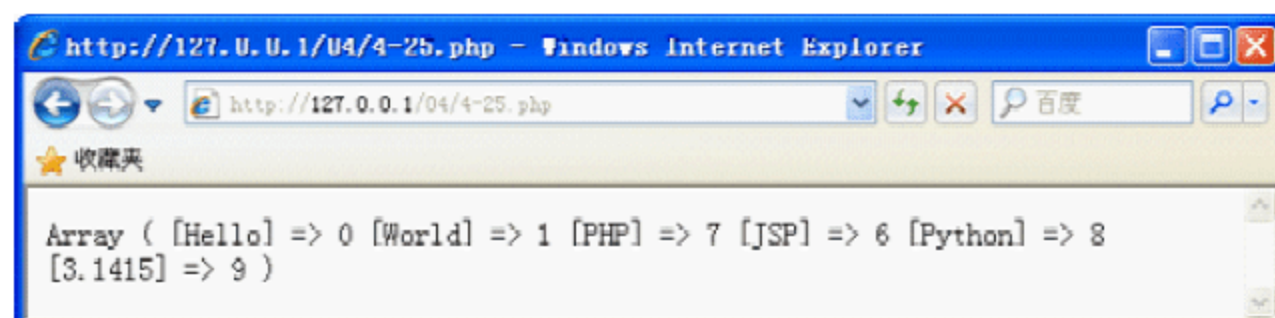 http://127.0.0.1/04/4-25.php - Windows Internet Explorer
http://127.0.0.1/04/4-25.php
百度
收藏夹
Array ( [Hello] => 0 [World] => 1 [PHP] => 7 [JSP] => 6 [Python] => 8
[3.1415] => 9 )